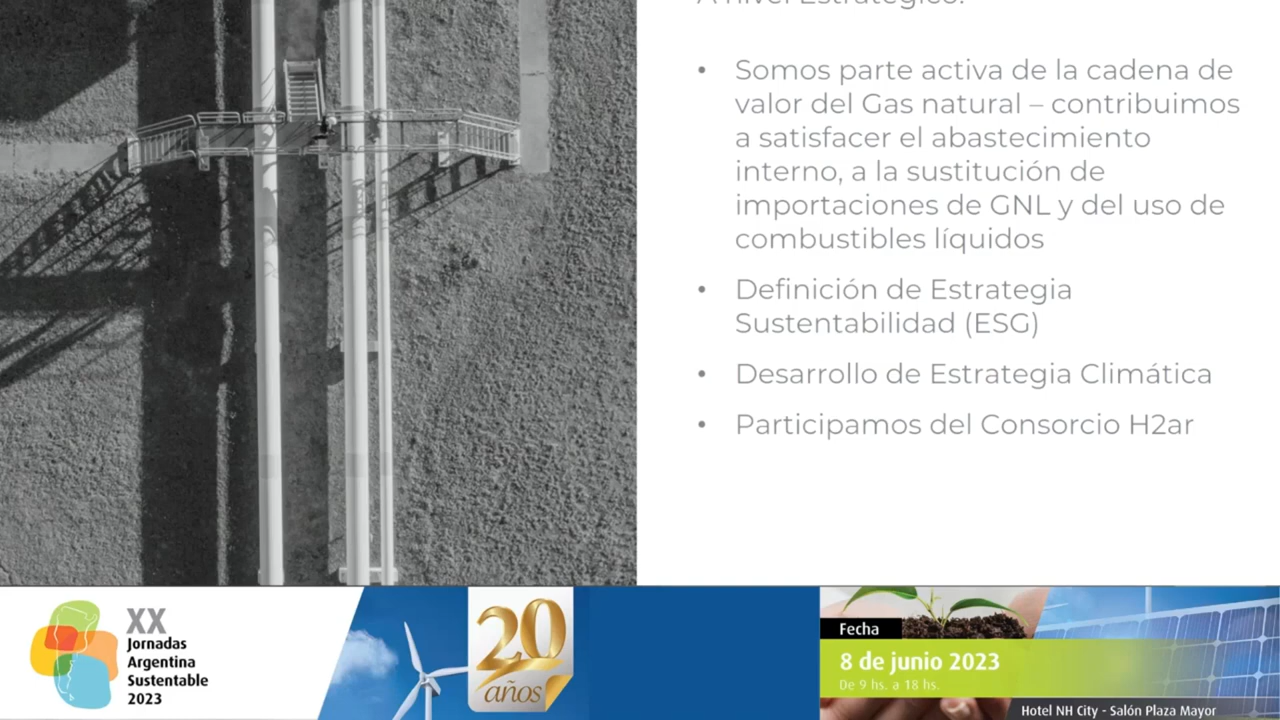 A nivel Estratégico:
• Somos parte activa de la cadena de
valor del Gas natural – contribuimos
a satisfacer el abastecimiento
interno, a la sustitución de
importaciones de GNL y del uso de
combustibles líquidos
• Definición de Estrategia
Sustentabilidad (ESG)
• Desarrollo de Estrategia Climática
• Participamos del Consorcio H2ar
XX
Jornadas
Argentina
Sustentable
2023
20
años
Fecha
8 de junio 2023
De 9 hs. a 18 hs.
Hotel NH City - Salón Plaza Mayor